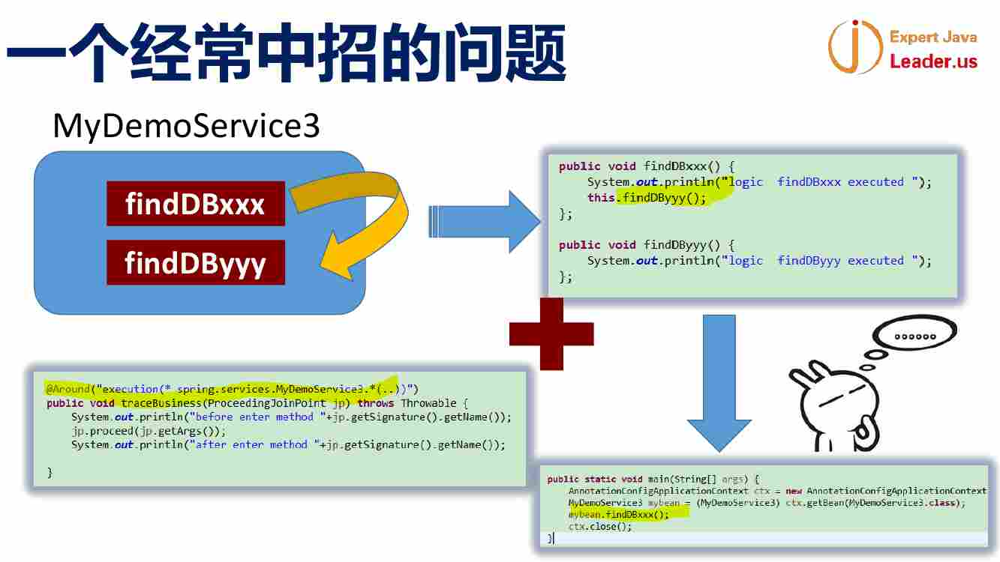 一个经常中招的问题
Expert Java
Leader.us
MyDemoService3
findDBxxx
findDByyy
public void findDBxxx() {
System.out.println("logic  findDBxxx executed ");
this.findDByyy();
};
public void findDByyy() {
System.out.println("logic  findDByyy executed ");
};
......
@Around("execution(* spring.services.MyDemoService3.*(..))")
public void traceBusiness(ProceedingJoinPoint jp) throws Throwable {
System.out.println("before enter method "+jp.getSignature().getName());
jp.proceed(jp.getArgs());
System.out.println("after enter method "+jp.getSignature().getName());
}
public static void main(String[] args) {
AnnotationConfigApplicationContext ctx = new AnnotationConfigApplicationContext
MyDemoService3 mybean = (MyDemoService3) ctx.getBean(MyDemoService3.class);
mybean.findDBxxx();
ctx.close();
}